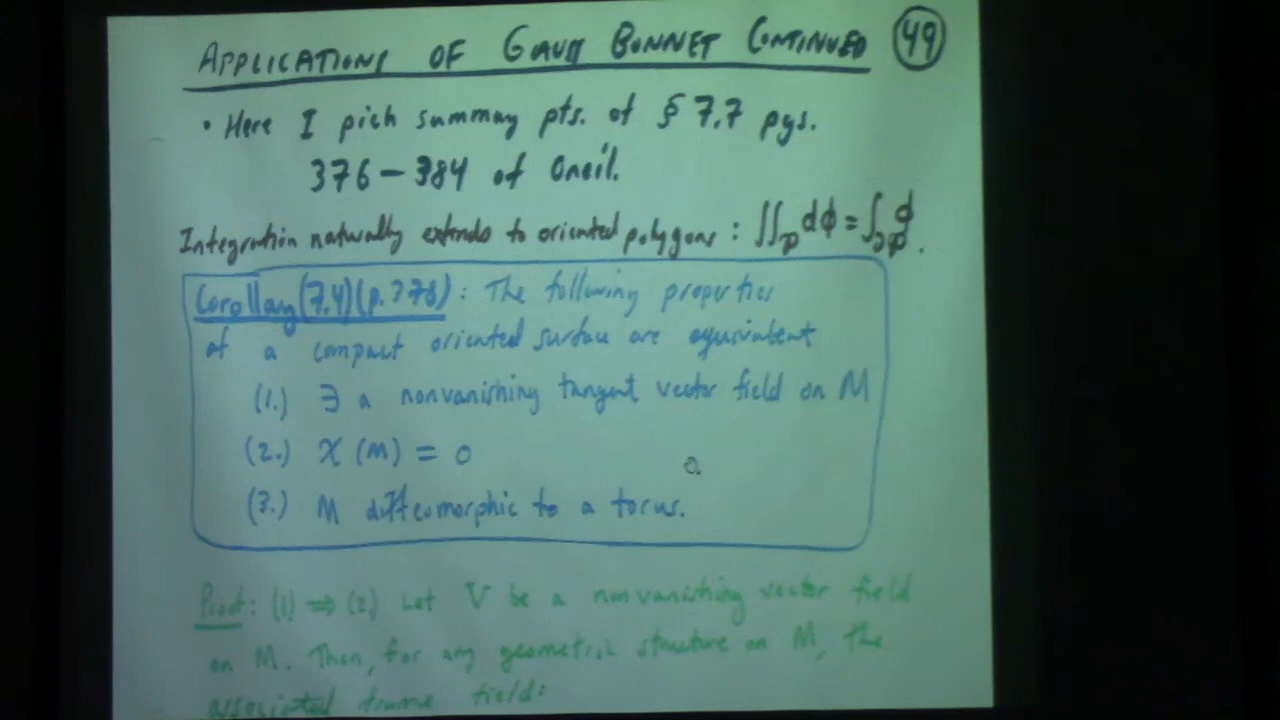 APPLICATIONS OF GAUSS BONNET CONTINUED 49
• Here I pick summary pts. of § 7.7 pgs.
376 - 384 of Oneil.
Integration naturally extends to oriented polygons : ∬_𝒫 dϕ = ∫_∂𝒫 ϕ.
Corollary (7.4) (p. 378) : The following properties
of a compact oriented surface are equivalent
(1.) ∃ a nonvanishing tangent vector field on M
(2.) χ (M) = 0
(3.) M diffeomorphic to a torus.
Proof : (1) ⇒ (2) Let V be a nonvanishing vector field
on M. Then, for any geometric structure on M, the
associated frame field: